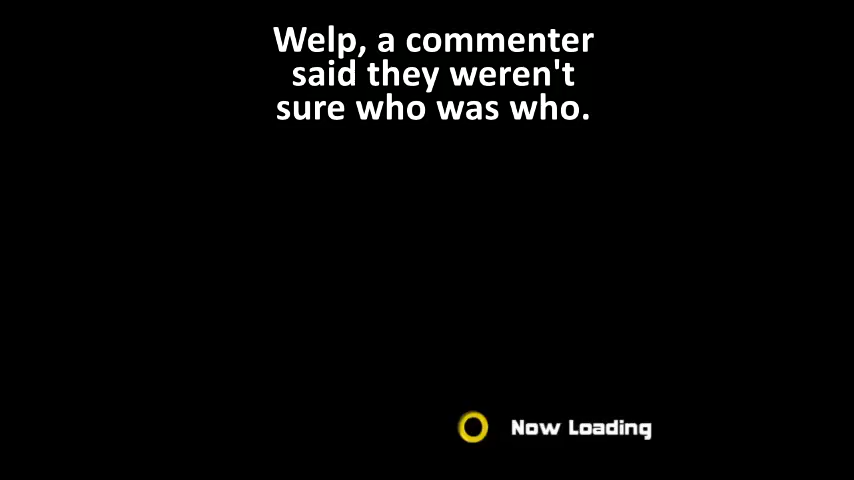 Welp, a commenter
said they weren't
sure who was who.
Now Loading